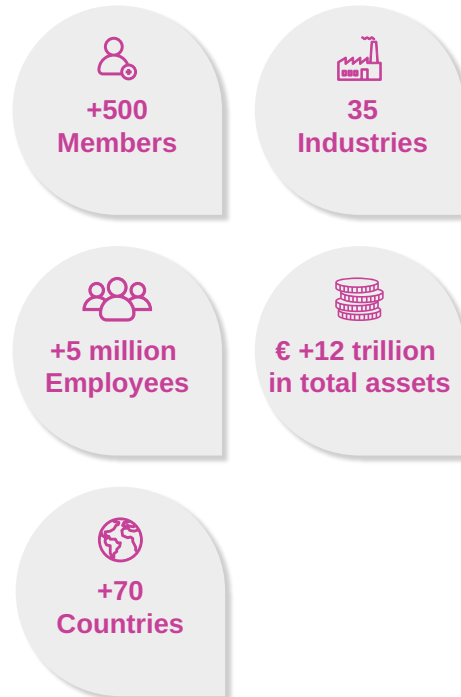 +500
Members
35
Industries
+5 million
Employees
€ +12 trillion
in total assets
+70
Countries